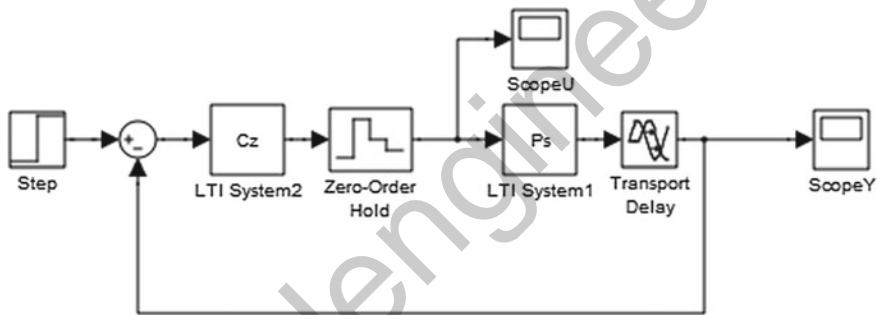 ScopeU
+
-
Cz
Ps
Step
LTI System2
Zero-Order
Hold
LTI System1
Transport
Delay
ScopeY